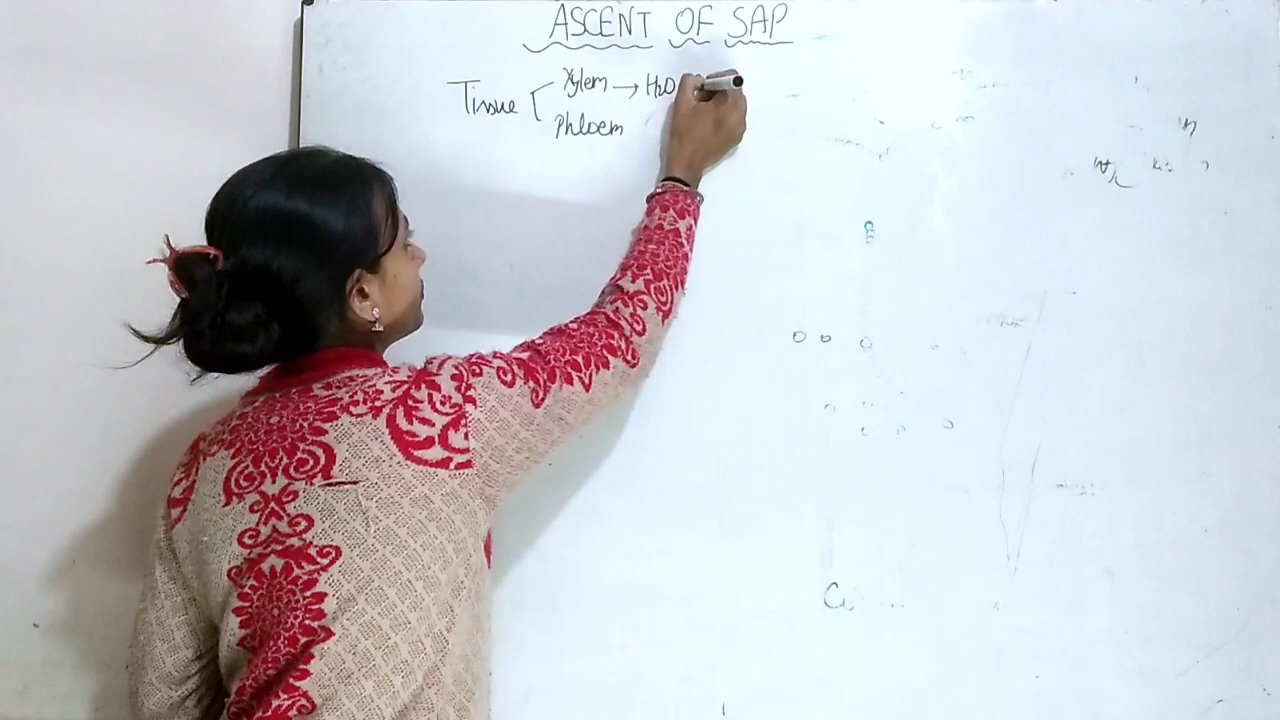 ASCENT OF SAP
Tissue
Xylem → H2O
Phloem